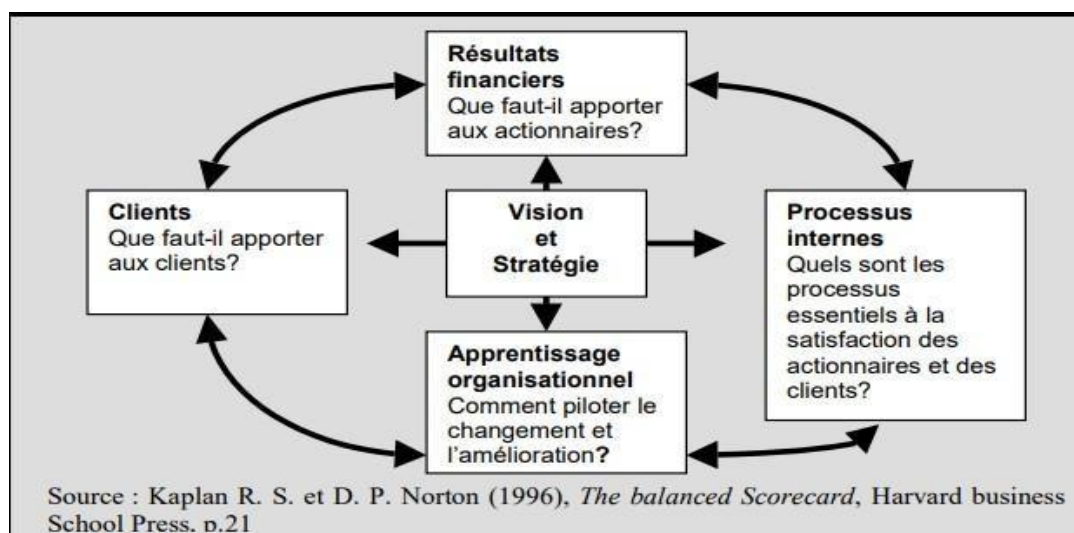 Résultats
financiers
Que faut-il apporter
aux actionnaires?
Clients
Que faut-il apporter
aux clients?
Vision
et
Stratégie
Processus
internes
Quels sont les
processus
essentiels à la
satisfaction des
actionnaires et des
clients?
Apprentissage
organisationnel
Comment piloter le
changement et
l'amélioration?
Source : Kaplan R. S. et D. P. Norton (1996), The balanced Scorecard, Harvard business
School Press, p.21